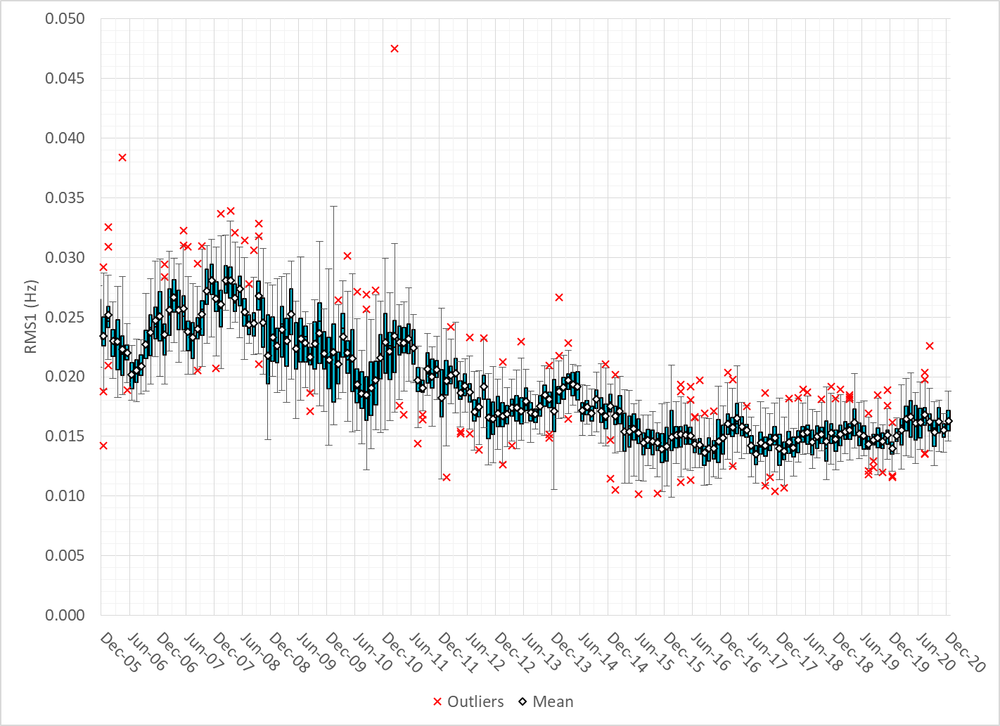 0.050
0.045
0.040
0.035
0.030
0.025
0.020
0.015
0.010
0.005
0.000
RMS1 (Hz)
Dec-05
Jun-06
Dec-06
Jun-07
Dec-07
Jun-08
Dec-08
Jun-09
Dec-09
Jun-10
Dec-10
Jun-11
Dec-11
Jun-12
Dec-12
Jun-13
Dec-13
Jun-14
Dec-14
Jun-15
Dec-15
Jun-16
Dec-16
Jun-17
Dec-17
Jun-18
Dec-18
Jun-19
Dec-19
Jun-20
Dec-20
Outliers Mean